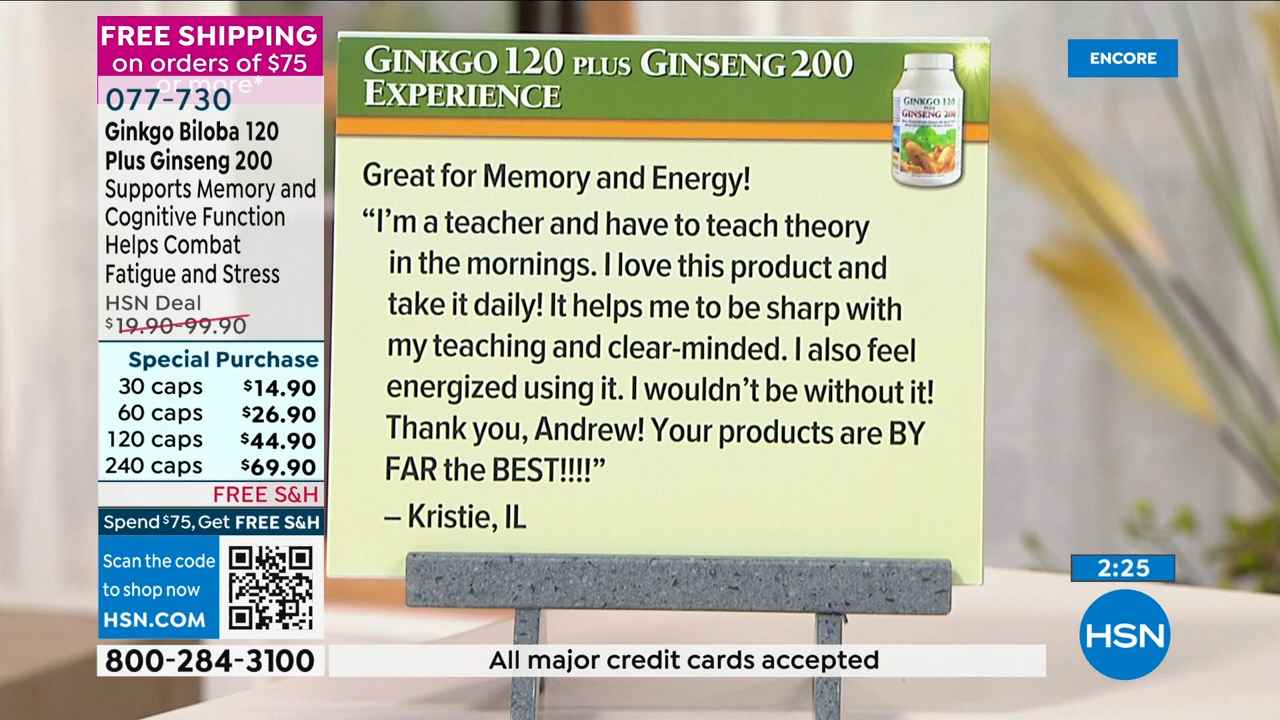 FREE SHIPPING
on orders of $75
or more*
077-730
Ginkgo Biloba 120
Plus Ginseng 200
Supports Memory and
Cognitive Function
Helps Combat
Fatigue and Stress
HSN Deal
$19.90-99.90
Special Purchase
30 caps $14.90
60 caps $26.90
120 caps $44.90
240 caps $69.90
FREE S&H
Spend $75, Get FREE S&H
Scan the code
to shop now
HSN.COM
800-284-3100
GINKGO 120 PLUS GINSENG 200
EXPERIENCE
GINKGO 120
PLUS
GINSENG 200
Great for Memory and Energy!
“I’m a teacher and have to teach theory
in the mornings. I love this product and
take it daily! It helps me to be sharp with
my teaching and clear-minded. I also feel
energized using it. I wouldn’t be without it!
Thank you, Andrew! Your products are BY
FAR the BEST!!!!”
– Kristie, IL
ENCORE
2:25
HSN
All major credit cards accepted